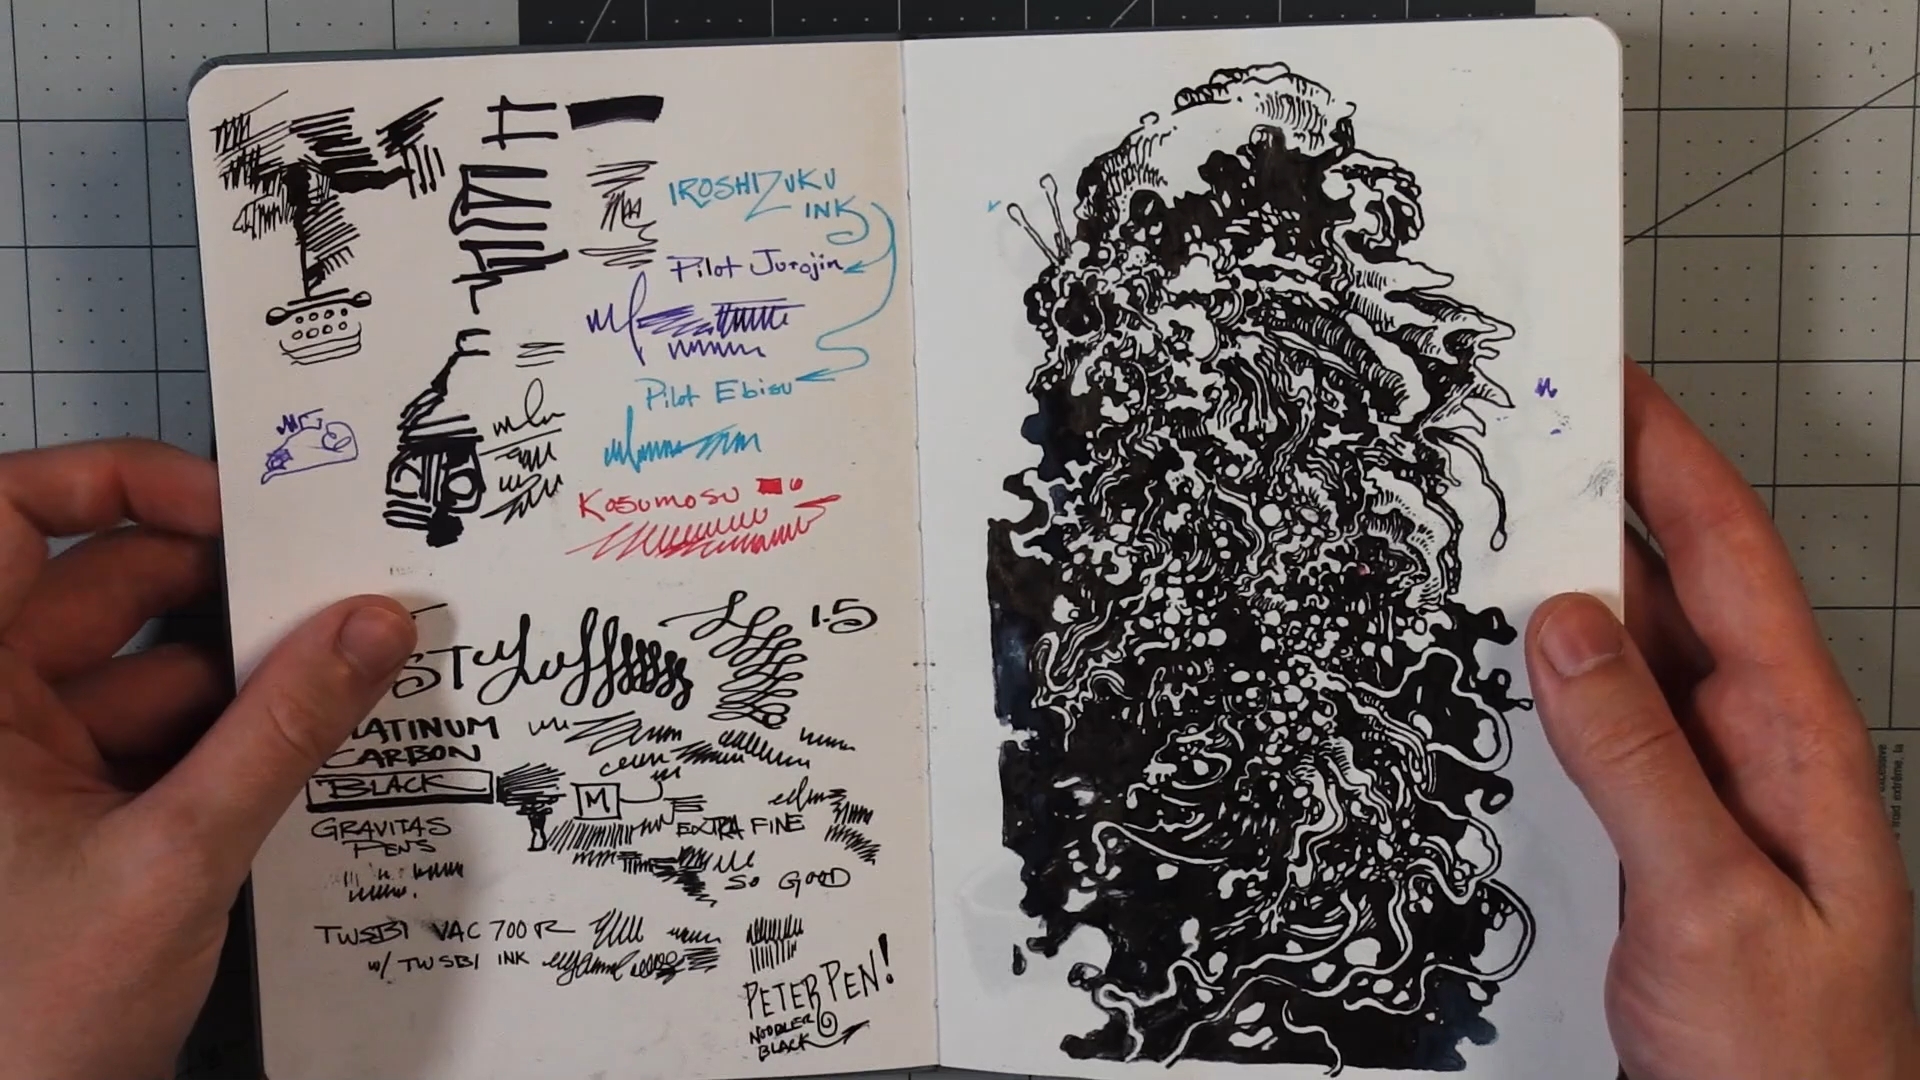 IROSHIZUKU
INK
Pilot Jurojin
Pilot Ebisu
Kosumosu
1.5
PLATINUM
CARBON
BLACK
M
EXTRA FINE
SO GOOD
GRAVITAS
PENS
TWSBI VAC 700 R
w/ TWSBI INK
PETER PEN!
NOODLER
BLACK